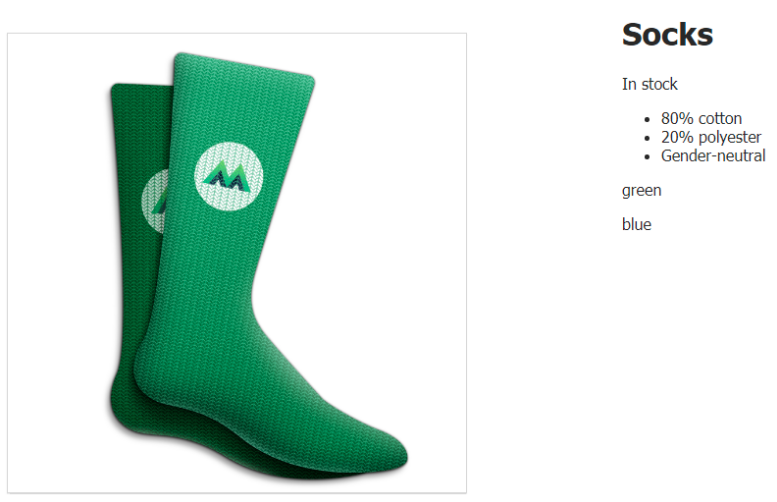 Socks
In stock
80% cotton
20% polyester
Gender-neutral
green
blue